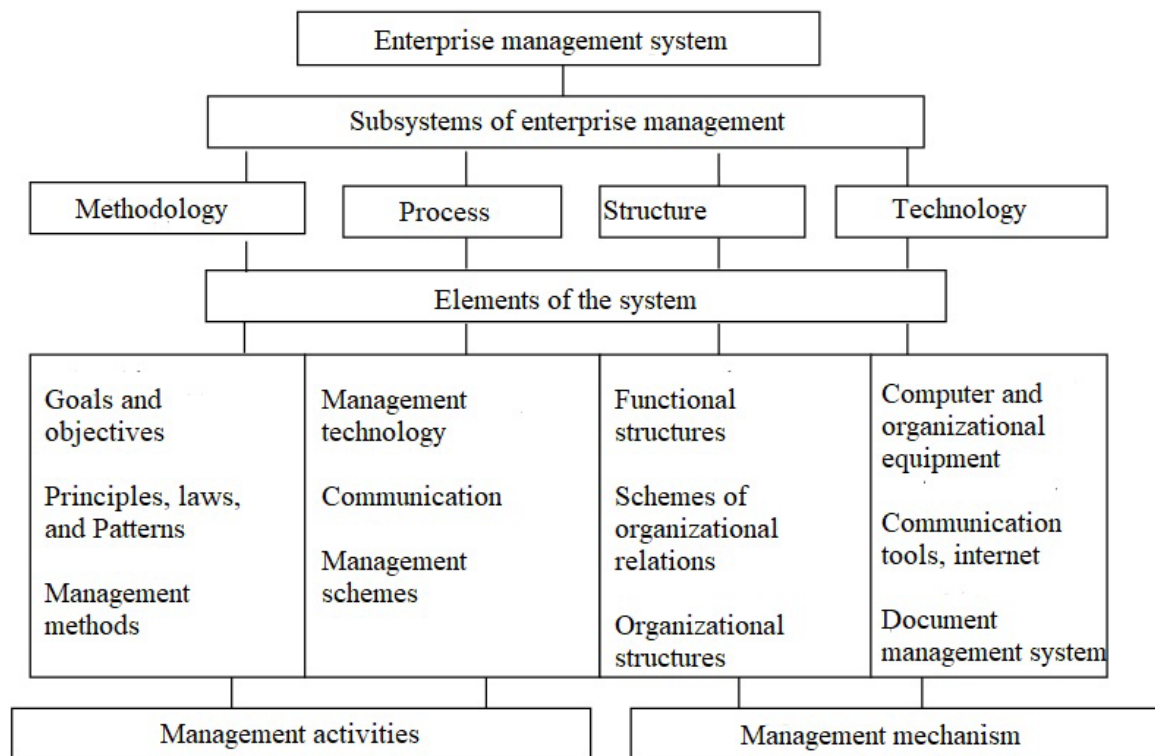 Enterprise management system
Subsystems of enterprise management
Methodology
Process
Structure
Technology
Elements of the system
Goals and
objectives
Principles, laws,
and Patterns
Management
methods
Management
technology
Communication
Management
schemes
Functional
structures
Schemes of
organizational
relations
Organizational
structures
Computer and
organizational
equipment
Communication
tools, internet
Document
management system
Management activities
Management mechanism